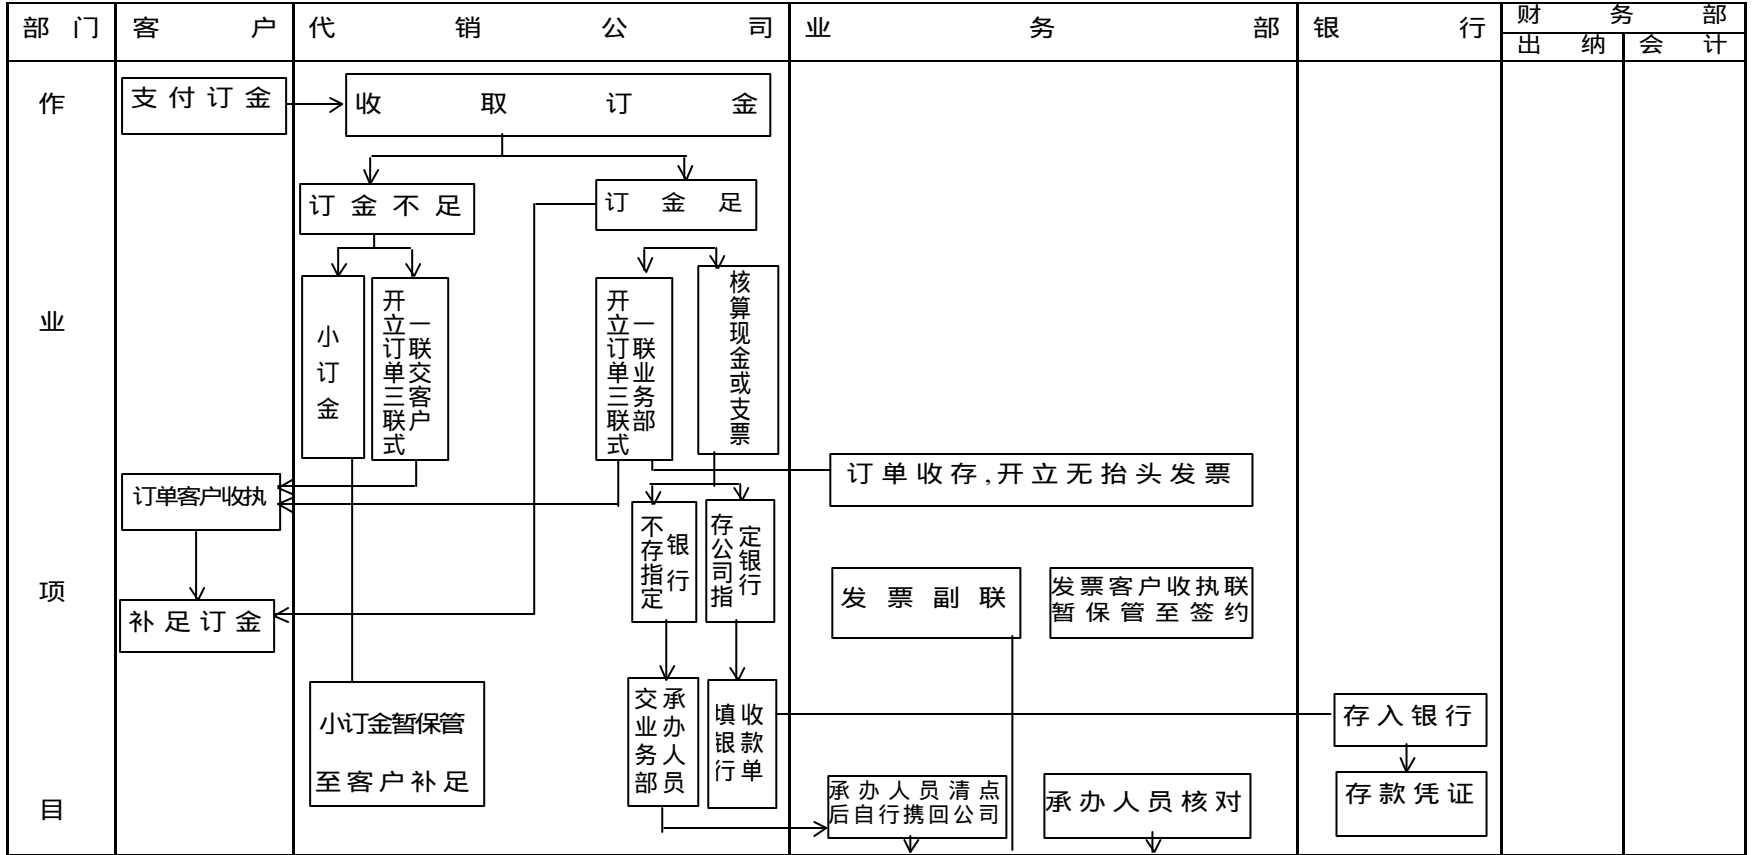 部门
客户
代销公司
业务部
银行
财务部
出纳
会计
作
业
项
目
支付订金
收取订金
订金不足
订金足
小订金
开立订单三联式
一联交客户
开立订单三联式
一联业务部
核算现金或支票
订单收存,开立无抬头发票
订单客户收执
不存指定
银行
存公司指
定银行
发票副联
发票客户收执联
暂保管至签约
补足订金
小订金暂保管
至客户补足
交业务部
承办人员
填银行
收款单
存入银行
存款凭证
承办人员清点
后自行携回公司
承办人员核对